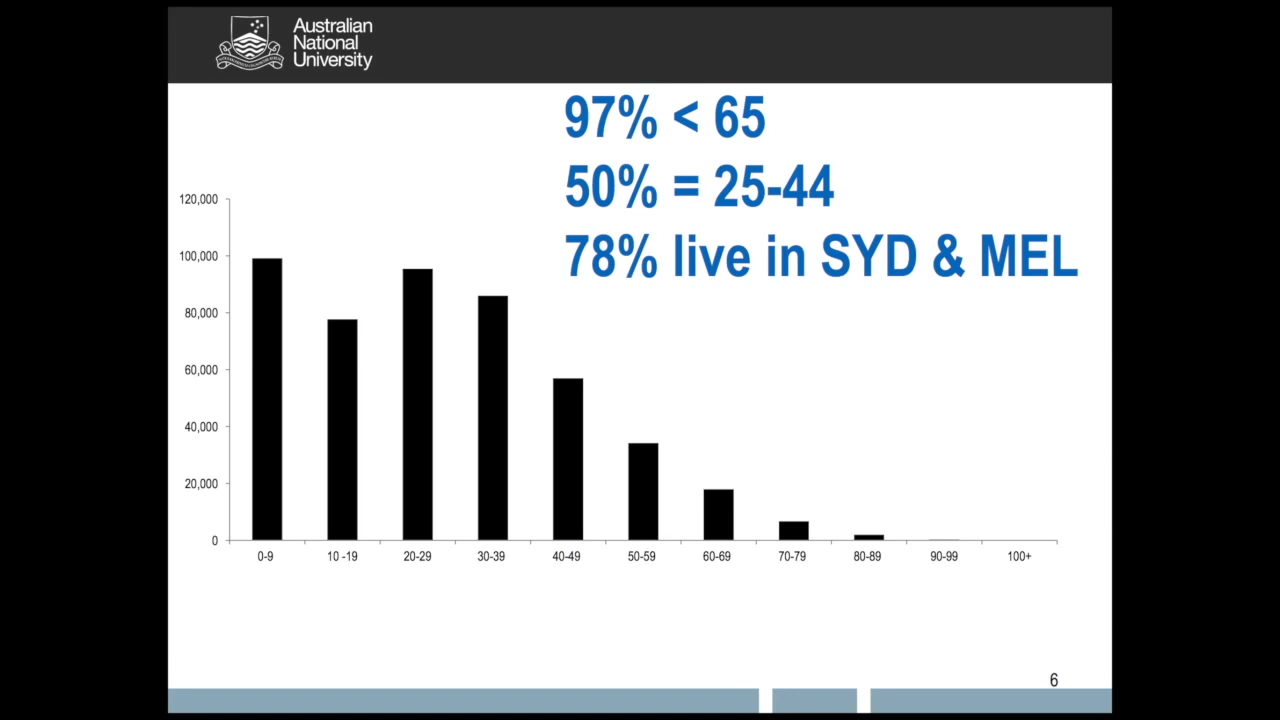 Australian
National
University
97% < 65
50% = 25-44
78% live in SYD & MEL
120,000
100,000
80,000
60,000
40,000
20,000
0
0-9 10 -19 20-29 30-39 40-49 50-59 60-69 70-79 80-89 90-99 100+
6